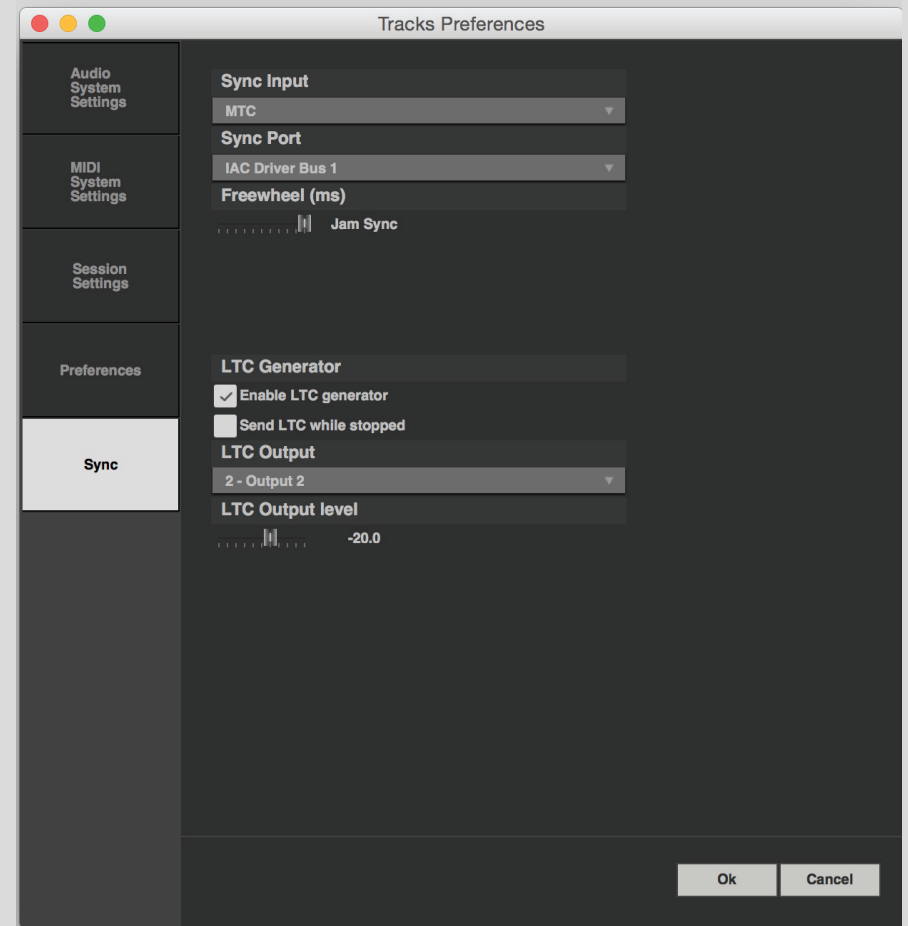 Tracks Preferences
Audio
System
Settings
MIDI
System
Settings
Session
Settings
Preferences
Sync
Sync Input
MTC
Sync Port
IAC Driver Bus 1
Freewheel (ms)
Jam Sync
LTC Generator
Enable LTC generator
Send LTC while stopped
LTC Output
2 - Output 2
LTC Output level
-20.0
Ok
Cancel